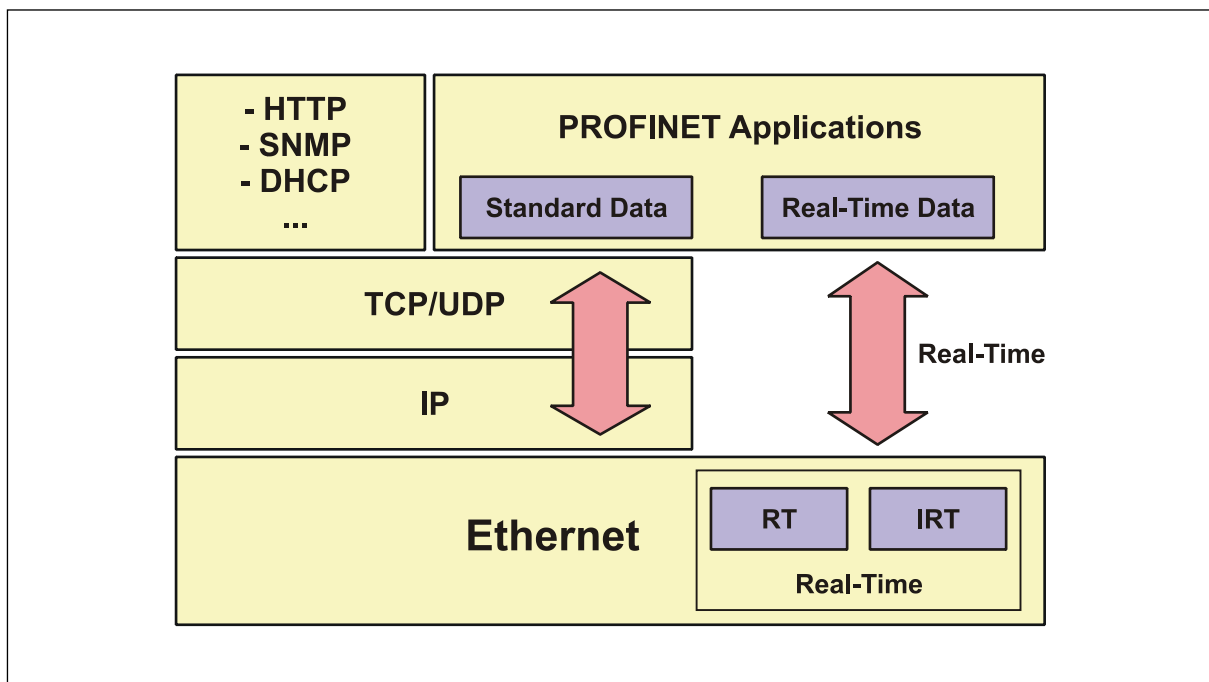 - HTTP
- SNMP
- DHCP
...
PROFINET Applications
Standard Data
Real-Time Data
TCP/UDP
Real-Time
IP
Ethernet
RT
IRT
Real-Time